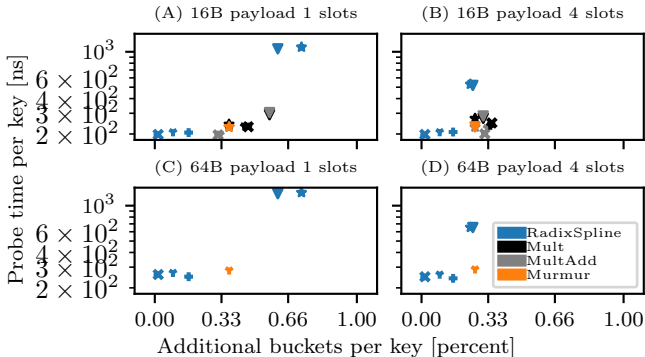 (A) 16B payload 1 slots
(B) 16B payload 4 slots
Probe time per key [ns]
10³
6 × 10²
4 × 10²
3 × 10²
2 × 10²
(C) 64B payload 1 slots
(D) 64B payload 4 slots
10³
6 × 10²
4 × 10²
3 × 10²
2 × 10²
RadixSpline
Mult
MultAdd
Murmur
0.00 0.33 0.66 1.00
0.00 0.33 0.66 1.00
Additional buckets per key [percent]